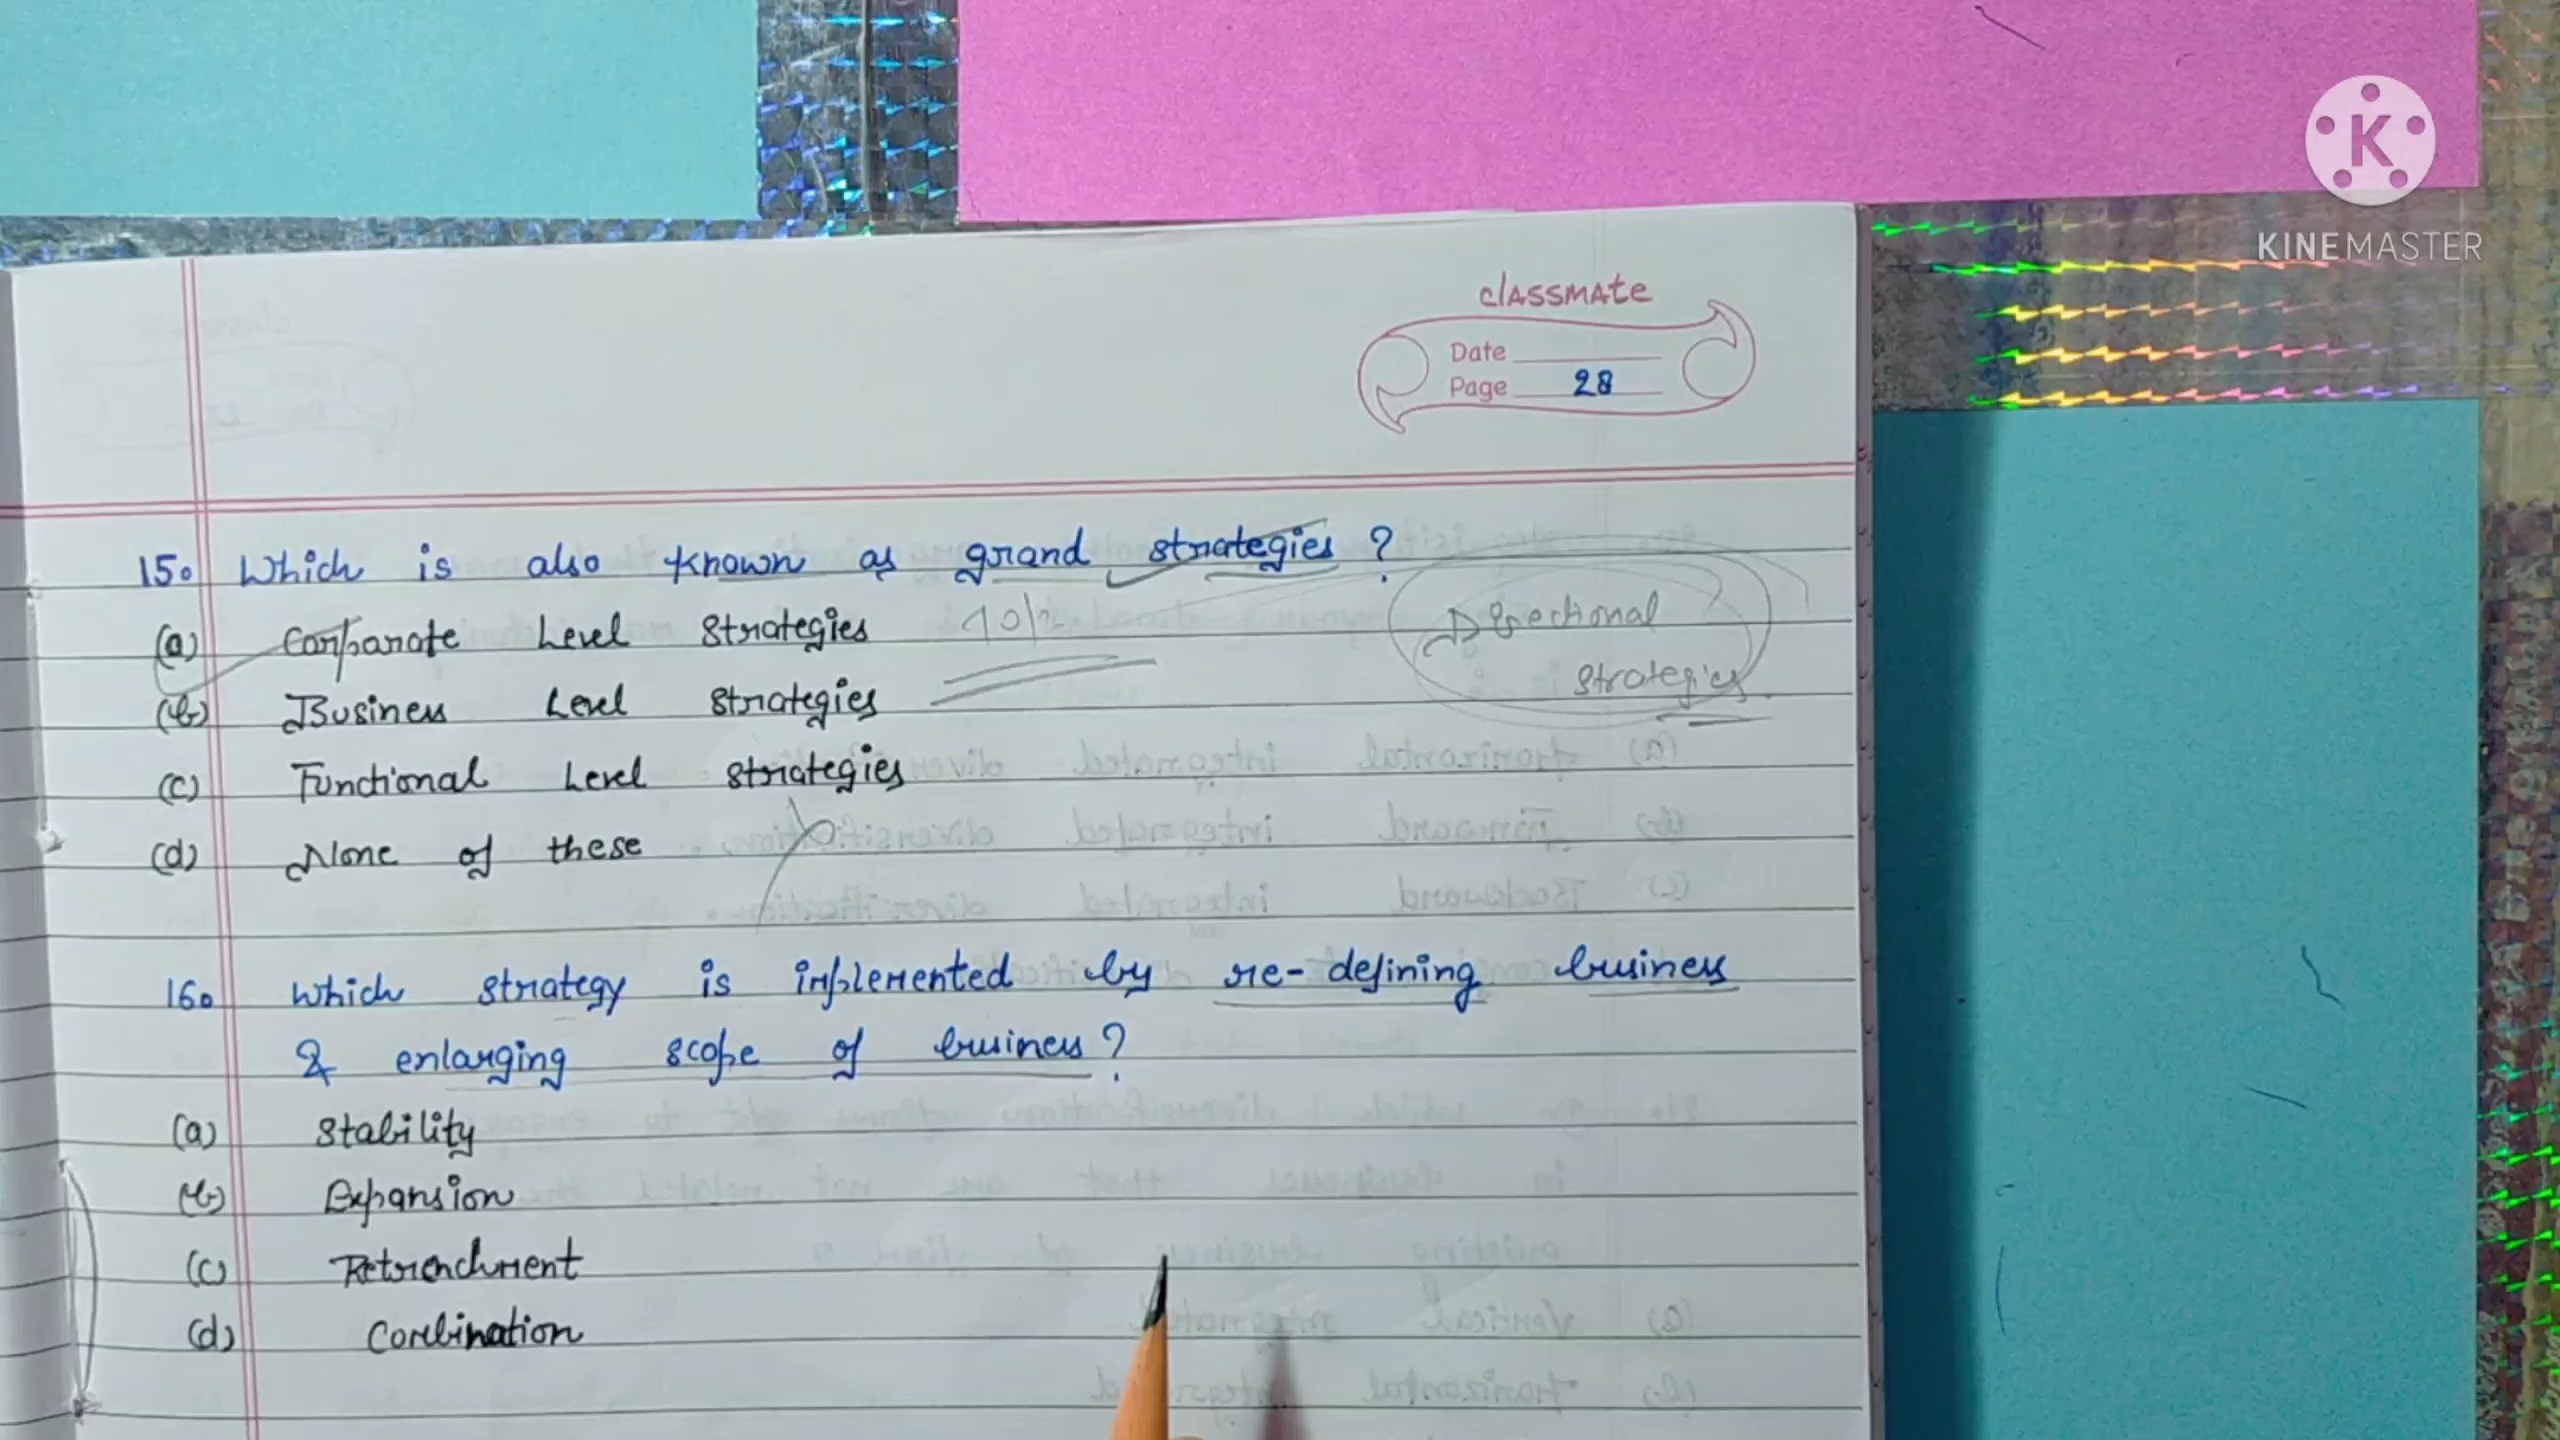 K
KINEMASTER
classmate
Date
Page 28
15. Which is also known as grand strategies ?
(a) Corporate Level Strategies
Directional
Strategies
(b) Business Level Strategies
(c) Functional Level Strategies
(d) None of these
16. Which strategy is implemented by re-defining business
& enlarging scope of business ?
(a) Stability
(b) Expansion
(c) Retrenchment
(d) Combination